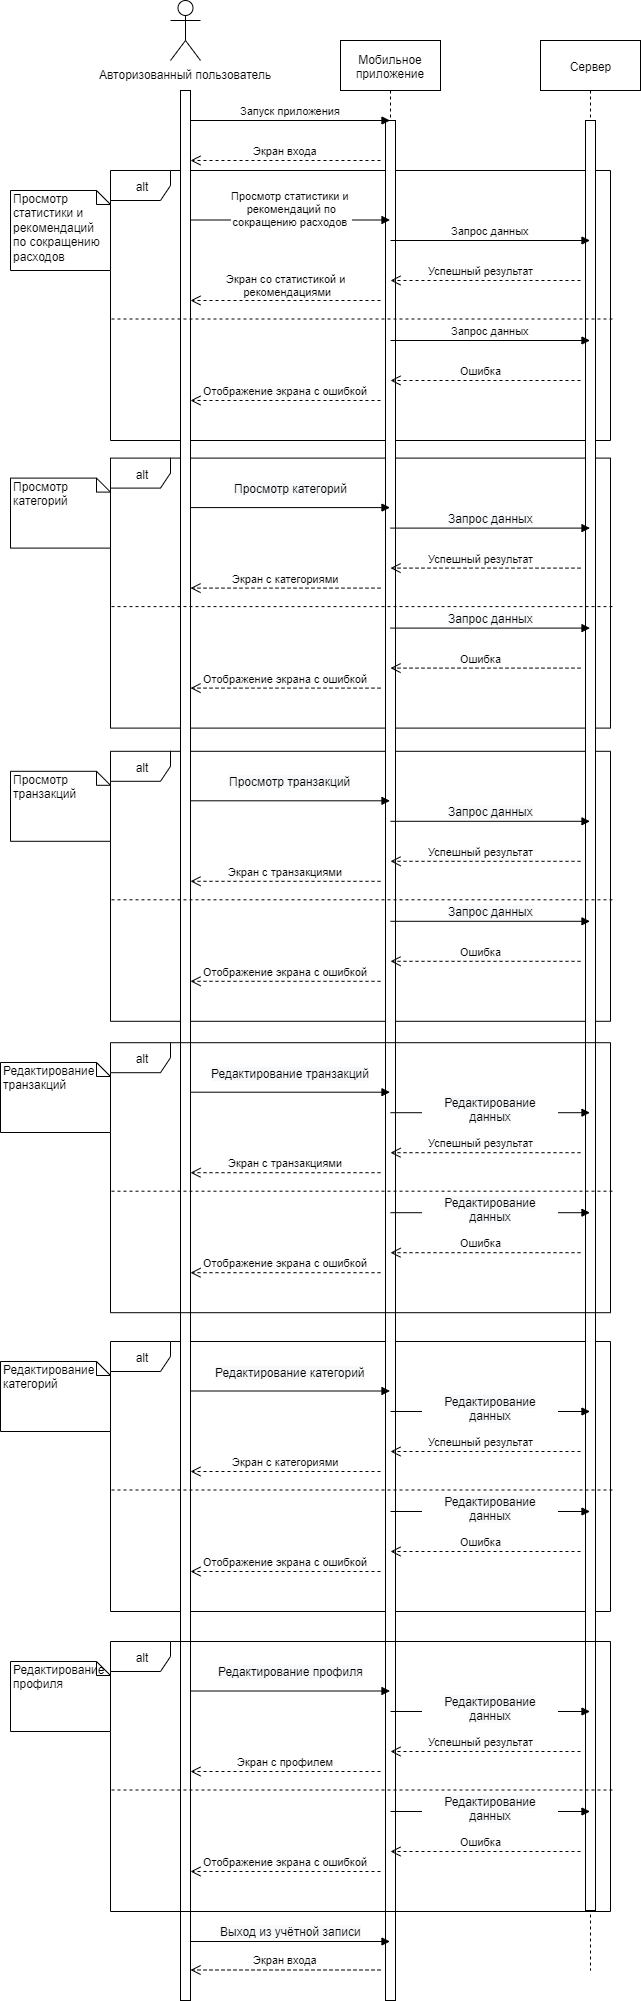 Авторизованный пользователь
Мобильное
приложение
Сервер
Запуск приложения
Экран входа
alt
Просмотр
статистики и
рекомендаций
по сокращению
расходов
Просмотр статистики и
рекомендаций по
сокращению расходов
Запрос данных
Успешный результат
Экран со статистикой и
рекомендациями
Запрос данных
Ошибка
Отображение экрана с ошибкой
alt
Просмотр
категорий
Просмотр категорий
Запрос данных
Успешный результат
Экран с категориями
Запрос данных
Ошибка
Отображение экрана с ошибкой
alt
Просмотр
транзакций
Просмотр транзакций
Запрос данных
Успешный результат
Экран с транзакциями
Запрос данных
Ошибка
Отображение экрана с ошибкой
alt
Редактирование
транзакций
Редактирование транзакций
Редактирование
данных
Успешный результат
Экран с транзакциями
Редактирование
данных
Ошибка
Отображение экрана с ошибкой
alt
Редактирование
категорий
Редактирование категорий
Редактирование
данных
Успешный результат
Экран с категориями
Редактирование
данных
Ошибка
Отображение экрана с ошибкой
alt
Редактирование
профиля
Редактирование профиля
Редактирование
данных
Успешный результат
Экран с профилем
Редактирование
данных
Ошибка
Отображение экрана с ошибкой
Выход из учётной записи
Экран входа